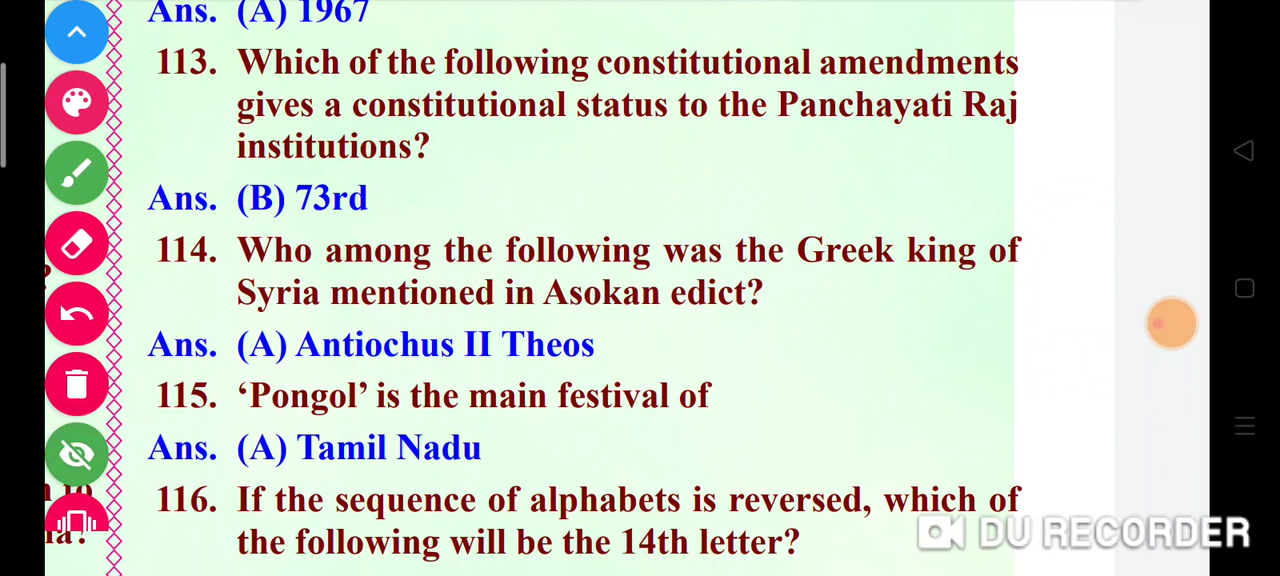 Ans. (A) 1967
113. Which of the following constitutional amendments
gives a constitutional status to the Panchayati Raj
institutions?
Ans. (B) 73rd
114. Who among the following was the Greek king of
Syria mentioned in Asokan edict?
Ans. (A) Antiochus II Theos
115. ‘Pongol’ is the main festival of
Ans. (A) Tamil Nadu
116. If the sequence of alphabets is reversed, which of
the following will be the 14th letter?
DU RECORDER